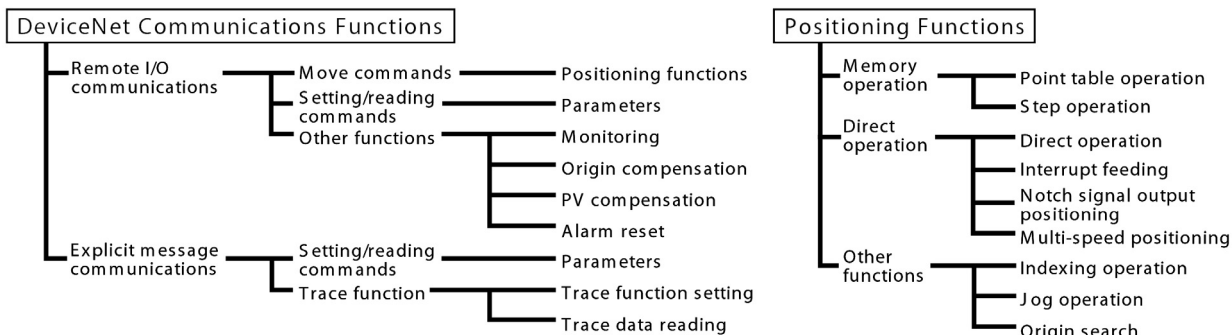 DeviceNet Communications Functions
Remote I/O
communications
Move commands
Positioning functions
Setting/reading
commands
Parameters
Other functions
Monitoring
Origin compensation
PV compensation
Alarm reset
Explicit message
communications
Setting/reading
commands
Parameters
Trace function
Trace function setting
Trace data reading
Positioning Functions
Memory
operation
Point table operation
Step operation
Direct
operation
Direct operation
Interrupt feeding
Notch signal output
positioning
Multi-speed positioning
Other
functions
Indexing operation
Jog operation
Origin search